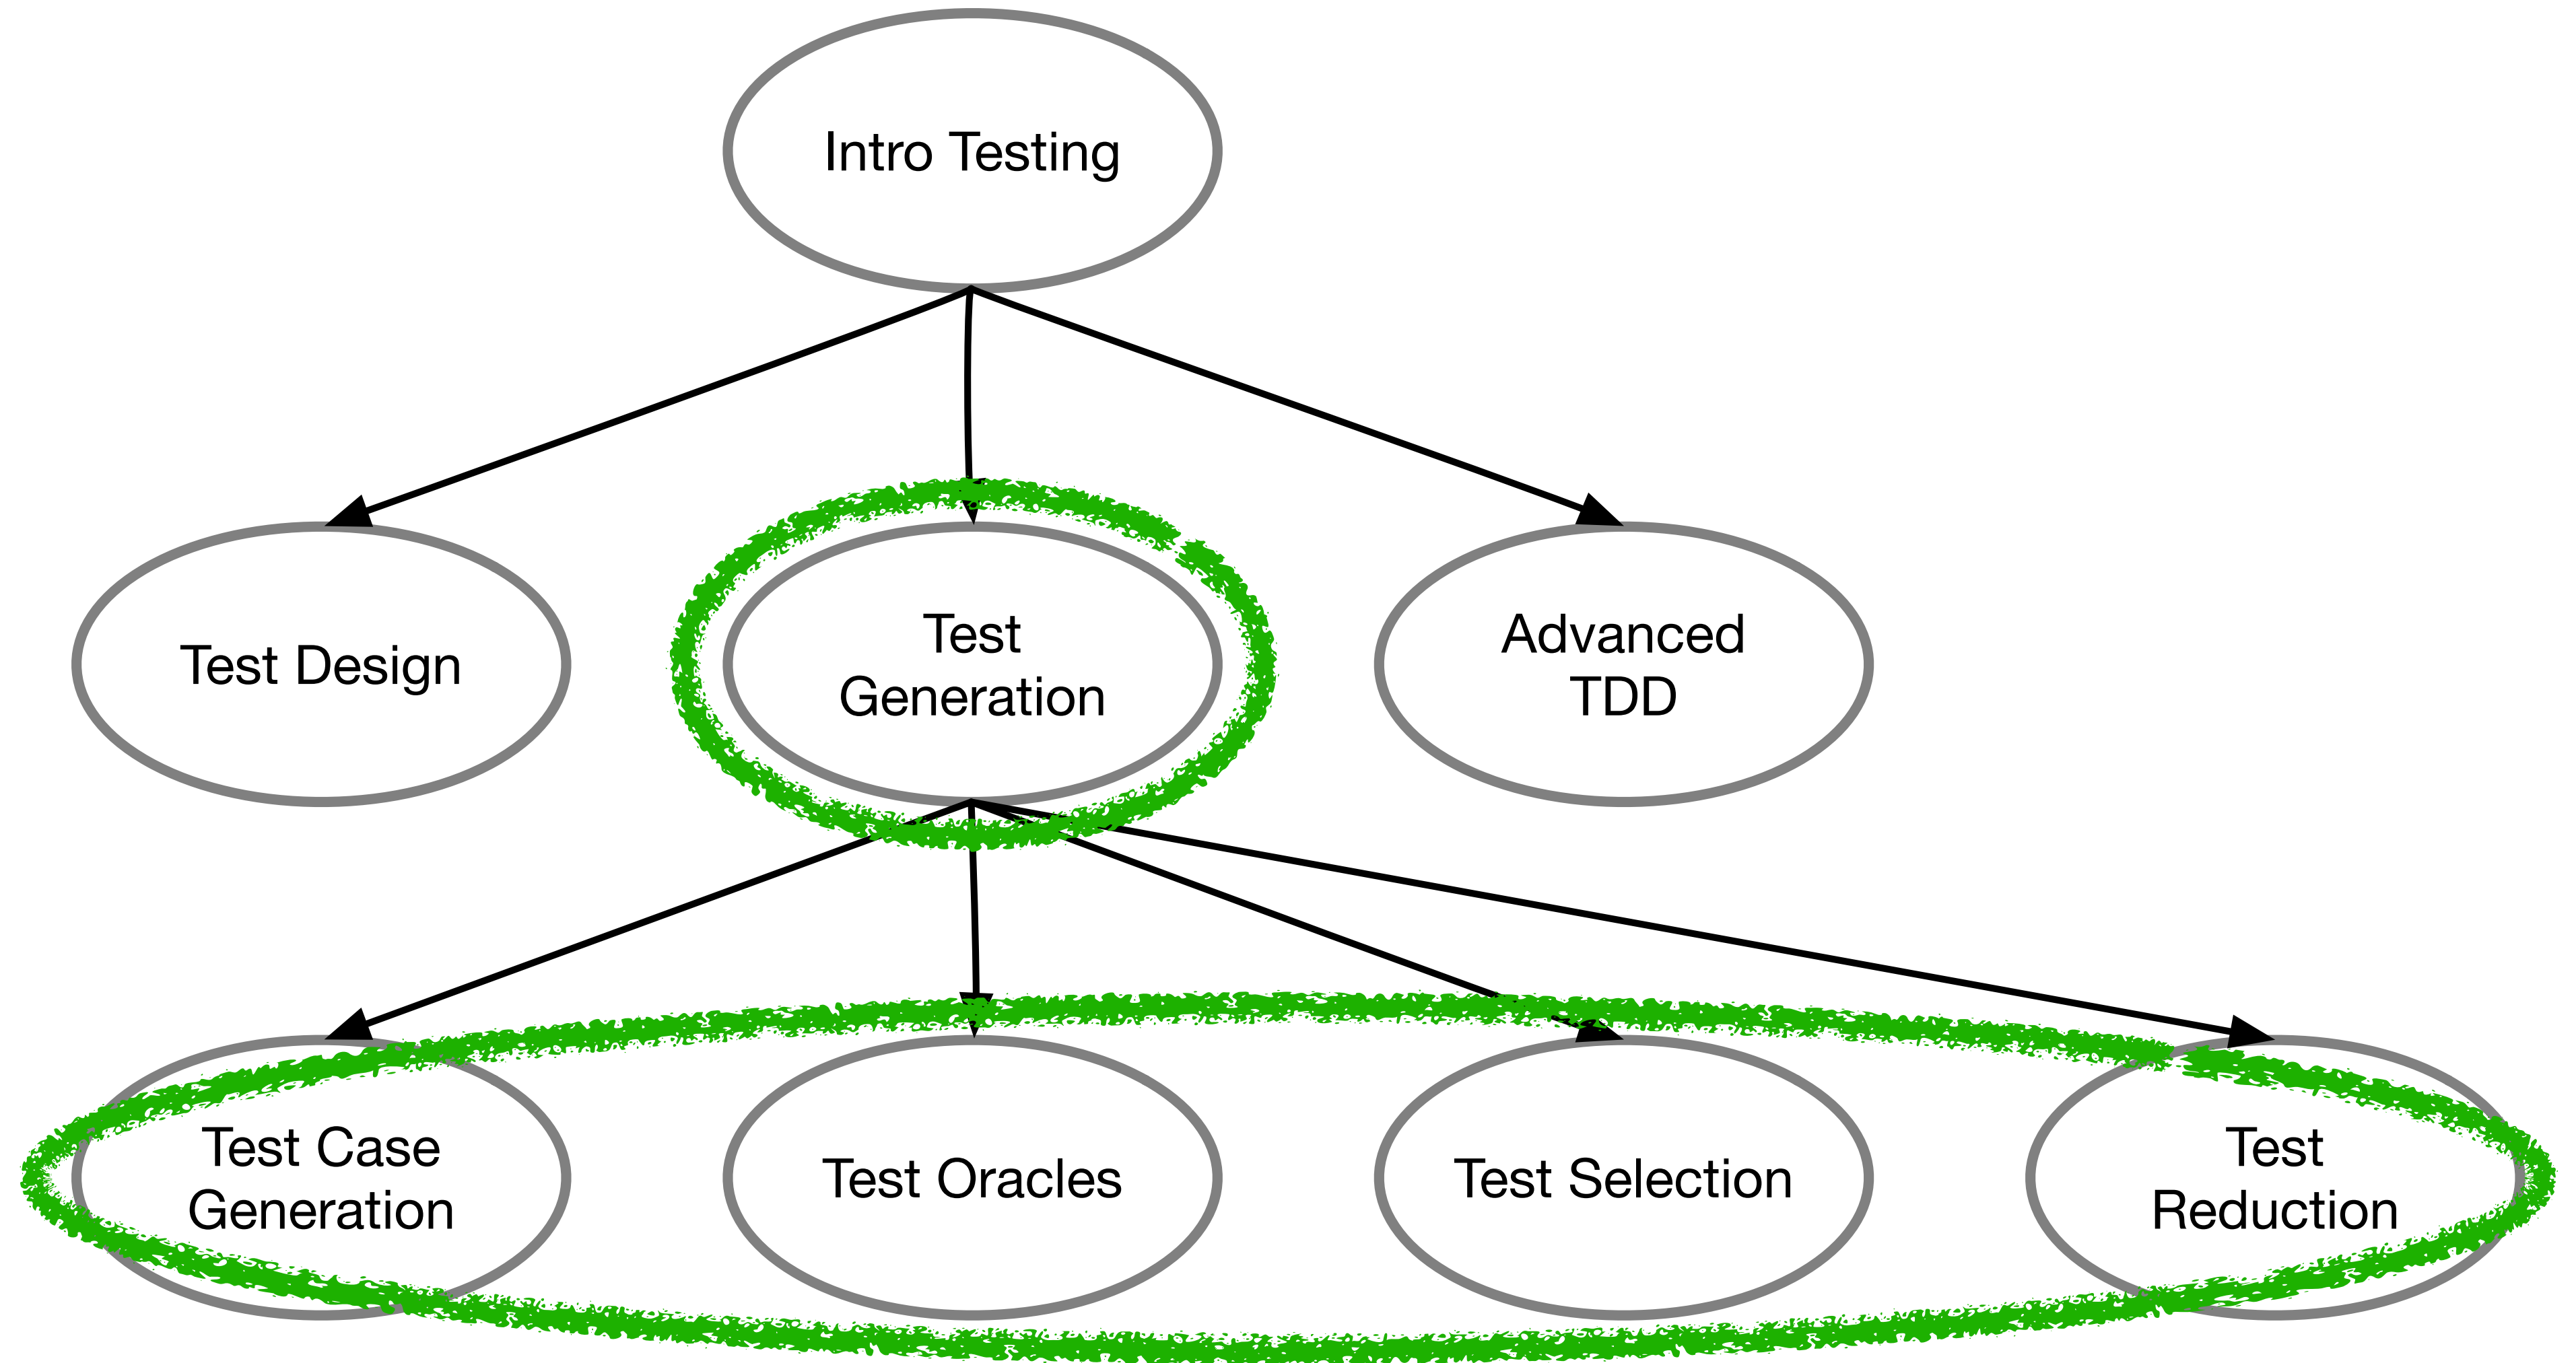 Intro Testing
Test Design
Test
Generation
Advanced
TDD
Test Case
Generation
Test Oracles
Test Selection
Test
Reduction